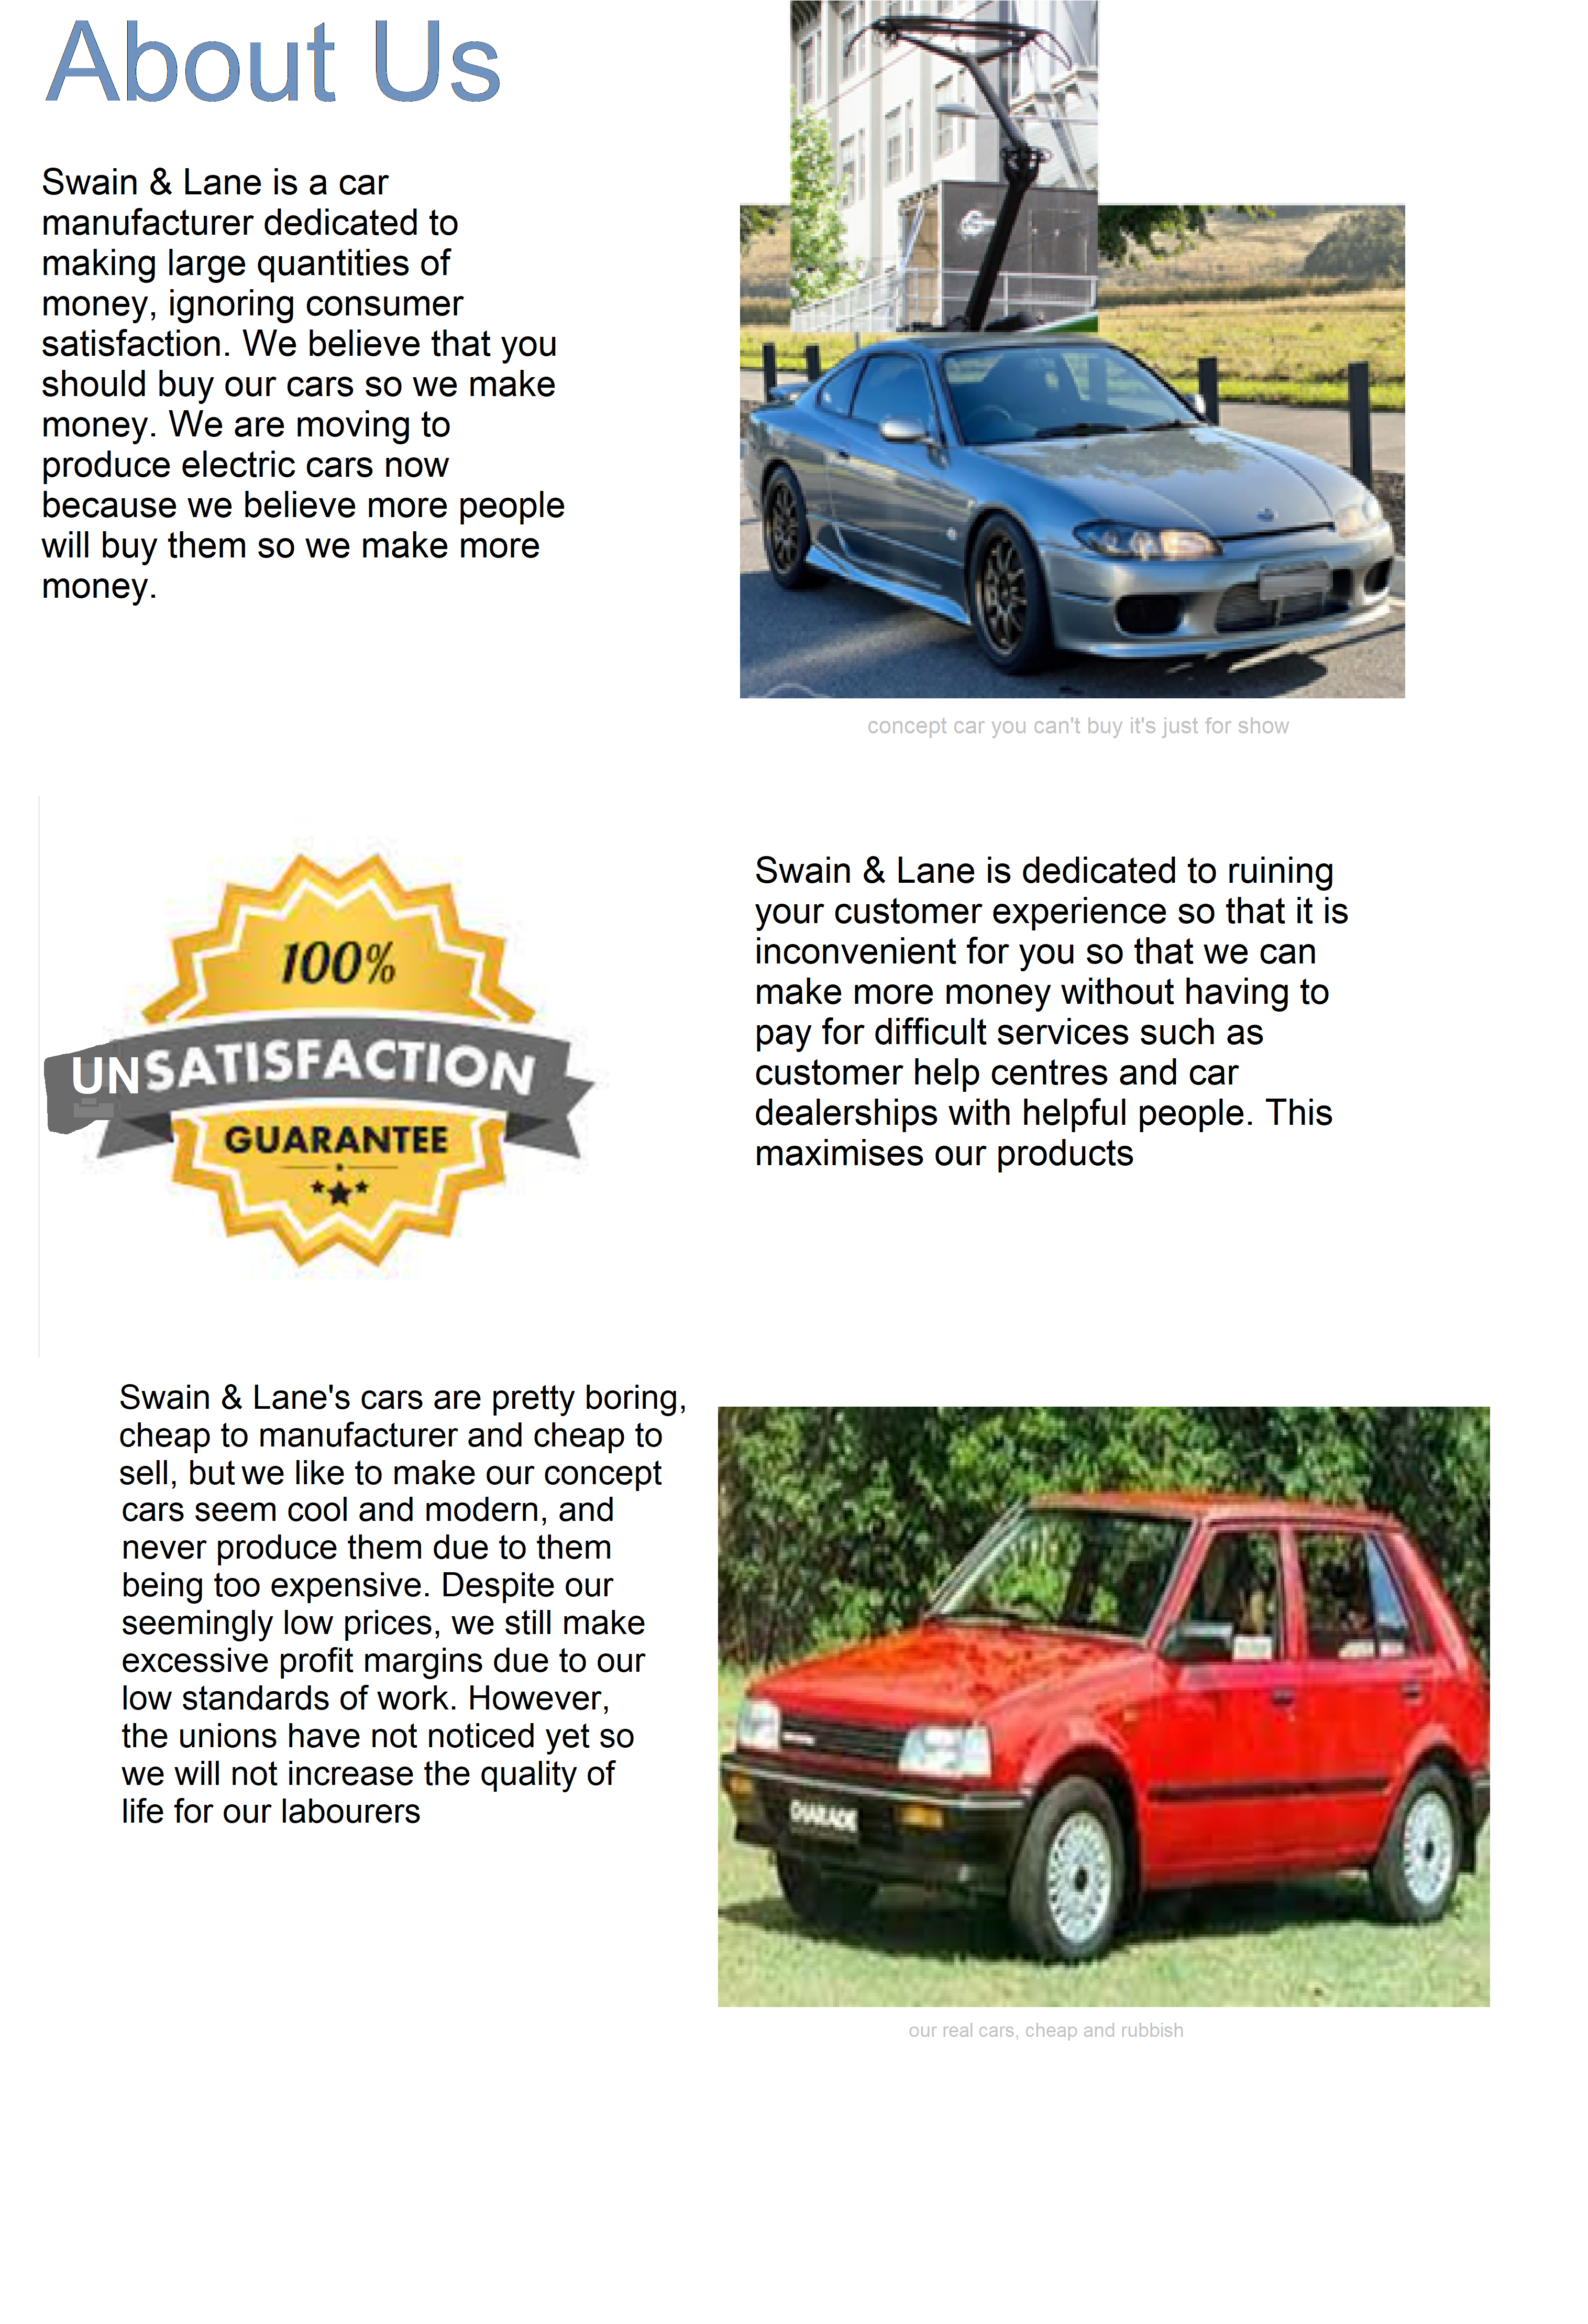 About Us
Swain & Lane is a car
manufacturer dedicated to
making large quantities of
money, ignoring consumer
satisfaction. We believe that you
should buy our cars so we make
money. We are moving to
produce electric cars now
because we believe more people
will buy them so we make more
money.
concept car you can't buy it's just for show
100%
UNSATISFACTION
GUARANTEE
Swain & Lane is dedicated to ruining
your customer experience so that it is
inconvenient for you so that we can
make more money without having to
pay for difficult services such as
customer help centres and car
dealerships with helpful people. This
maximises our products
Swain & Lane's cars are pretty boring,
cheap to manufacturer and cheap to
sell, but we like to make our concept
cars seem cool and modern, and
never produce them due to them
being too expensive. Despite our
seemingly low prices, we still make
excessive profit margins due to our
low standards of work. However,
the unions have not noticed yet so
we will not increase the quality of
life for our labourers
CHARADE
our real cars, cheap and rubbish